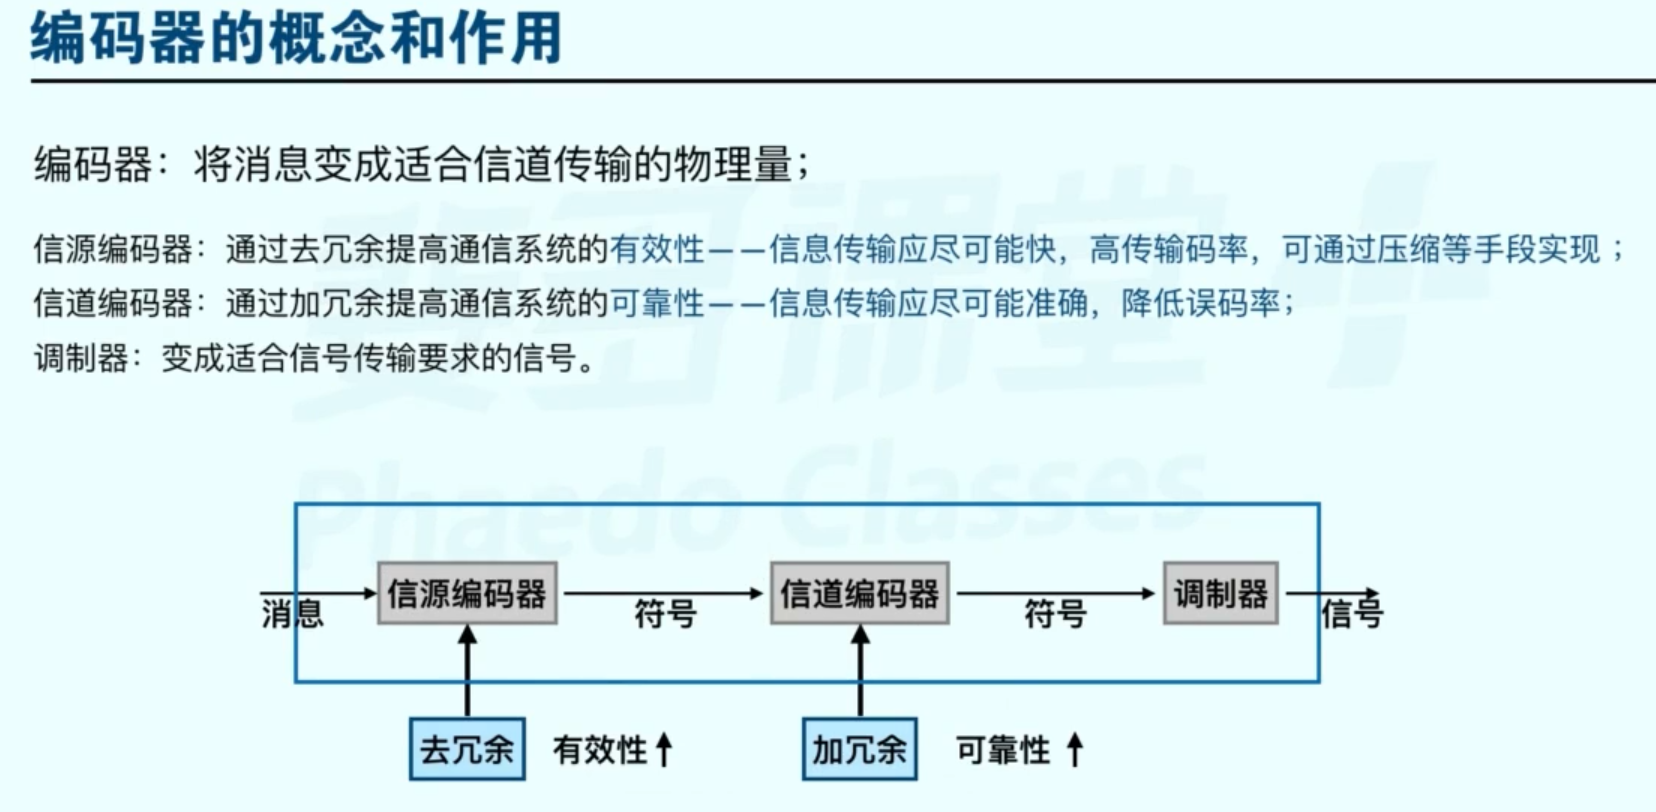 编码器的概念和作用
编码器：将消息变成适合信道传输的物理量；
信源编码器：通过去冗余提高通信系统的有效性——信息传输应尽可能快，高传输码率，可通过压缩等手段实现；
信道编码器：通过加冗余提高通信系统的可靠性——信息传输应尽可能准确，降低误码率；
调制器：变成适合信号传输要求的信号。
斐多课堂
Phaedo Classes
消息
信源编码器
符号
信道编码器
符号
调制器
信号
去冗余
有效性
加冗余
可靠性